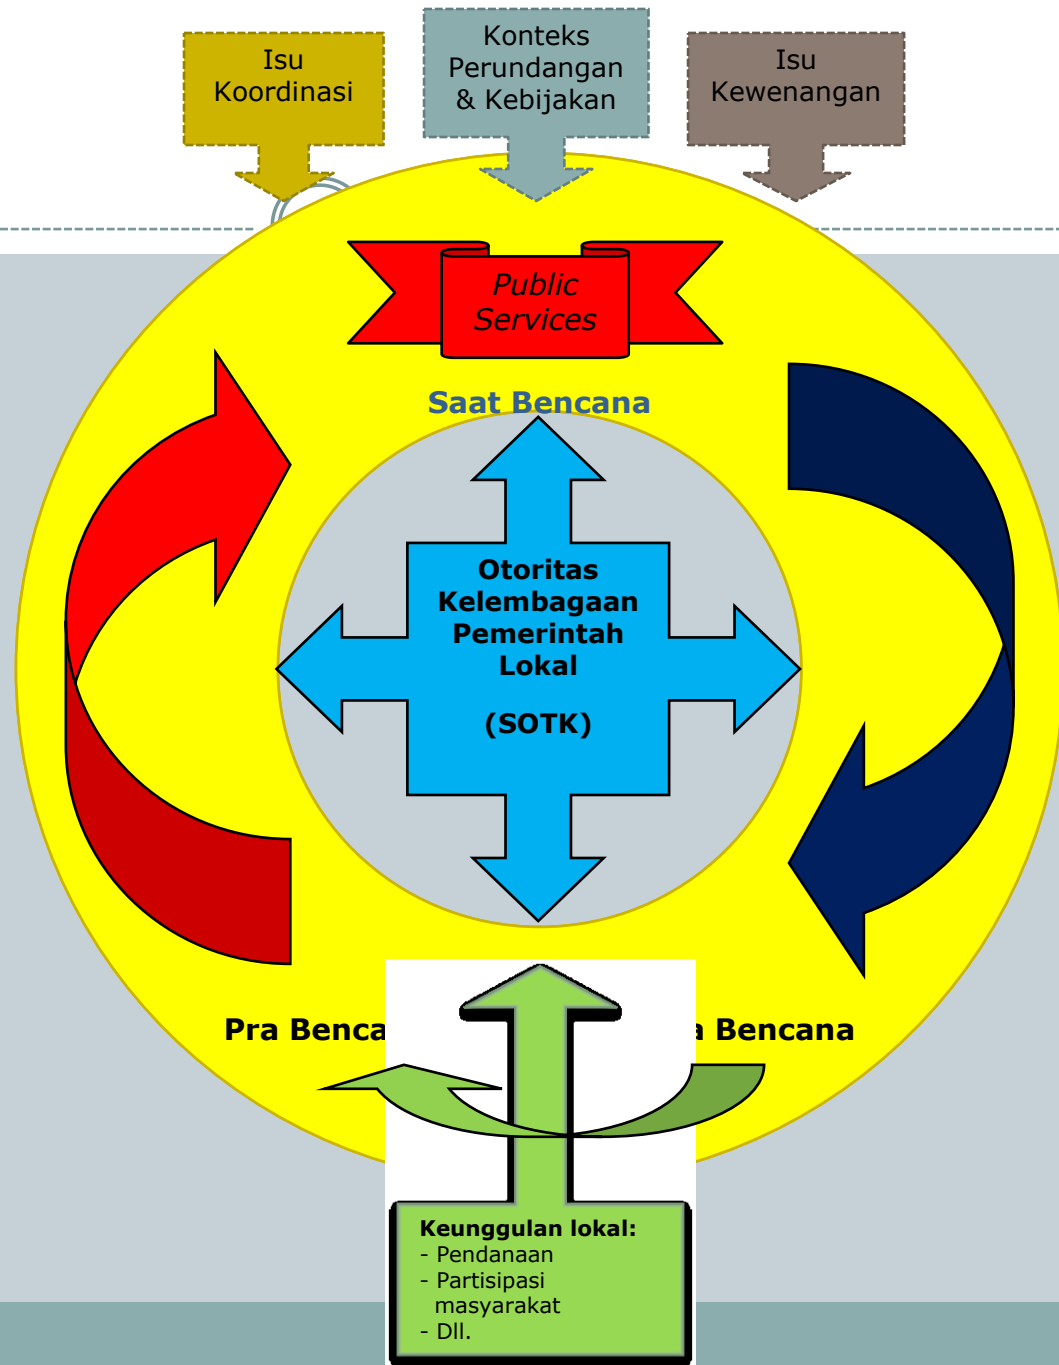 Isu
Koordinasi
Konteks
Perundangan
& Kebijakan
Isu
Kewenangan
Public
Services
Saat Bencana
Otoritas
Kelembagaan
Pemerintah
Lokal
(SOTK)
Pra Benca
a Bencana
Keunggulan lokal:
- Pendanaan
- Partisipasi
masyarakat
- Dll.